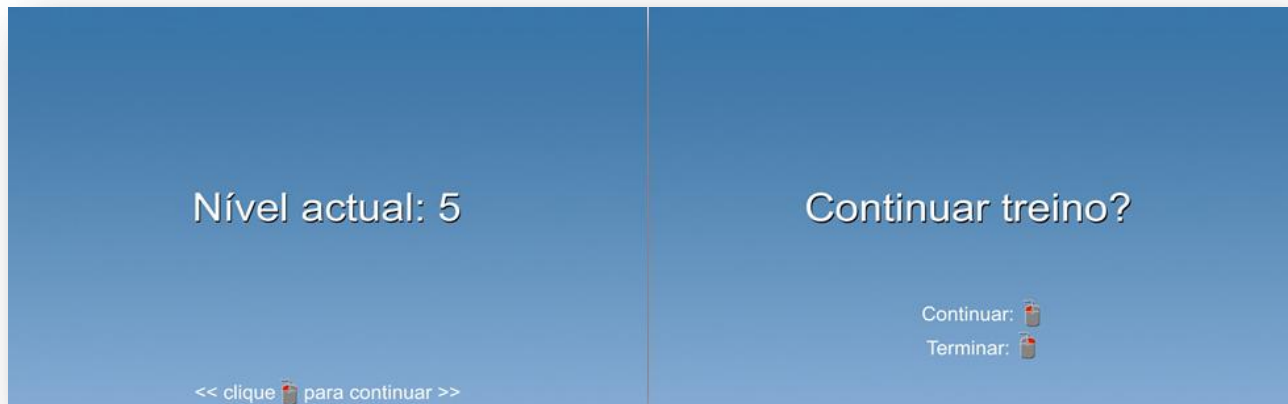 Nível actual: 5
<< clique para continuar >>
Continuar treino?
Continuar:
Terminar: